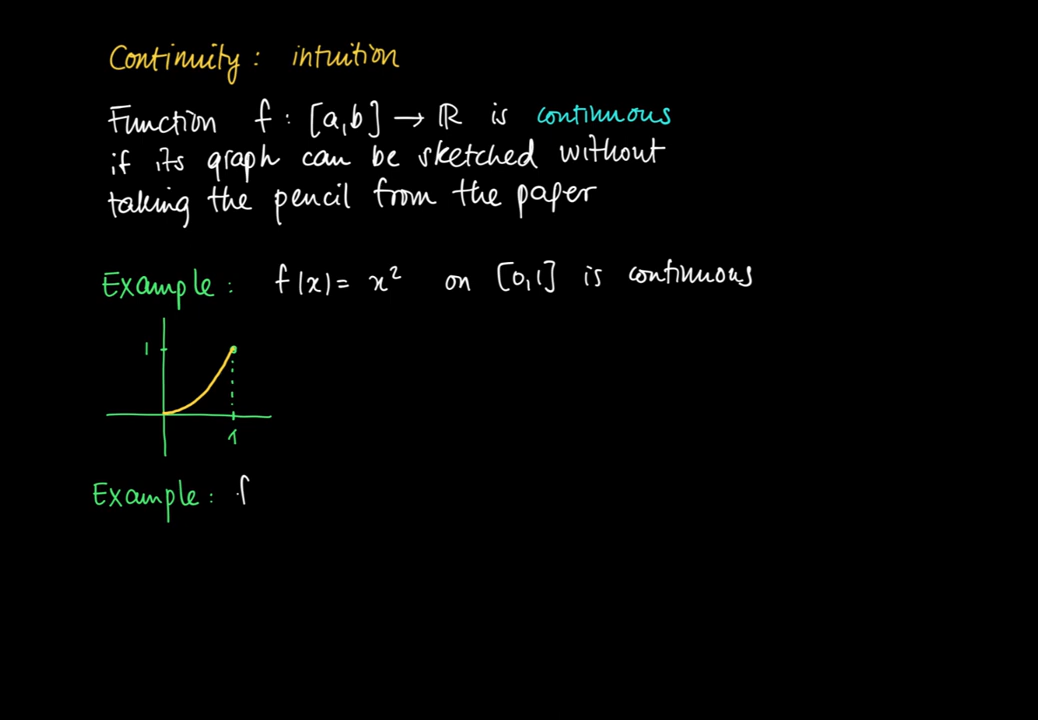 Continuity: intuition
Function f: [a,b] → ℝ is continuous
if its graph can be sketched without
taking the pencil from the paper
Example: f(x) = x² on [0,1] is continuous
1
1
Example: f